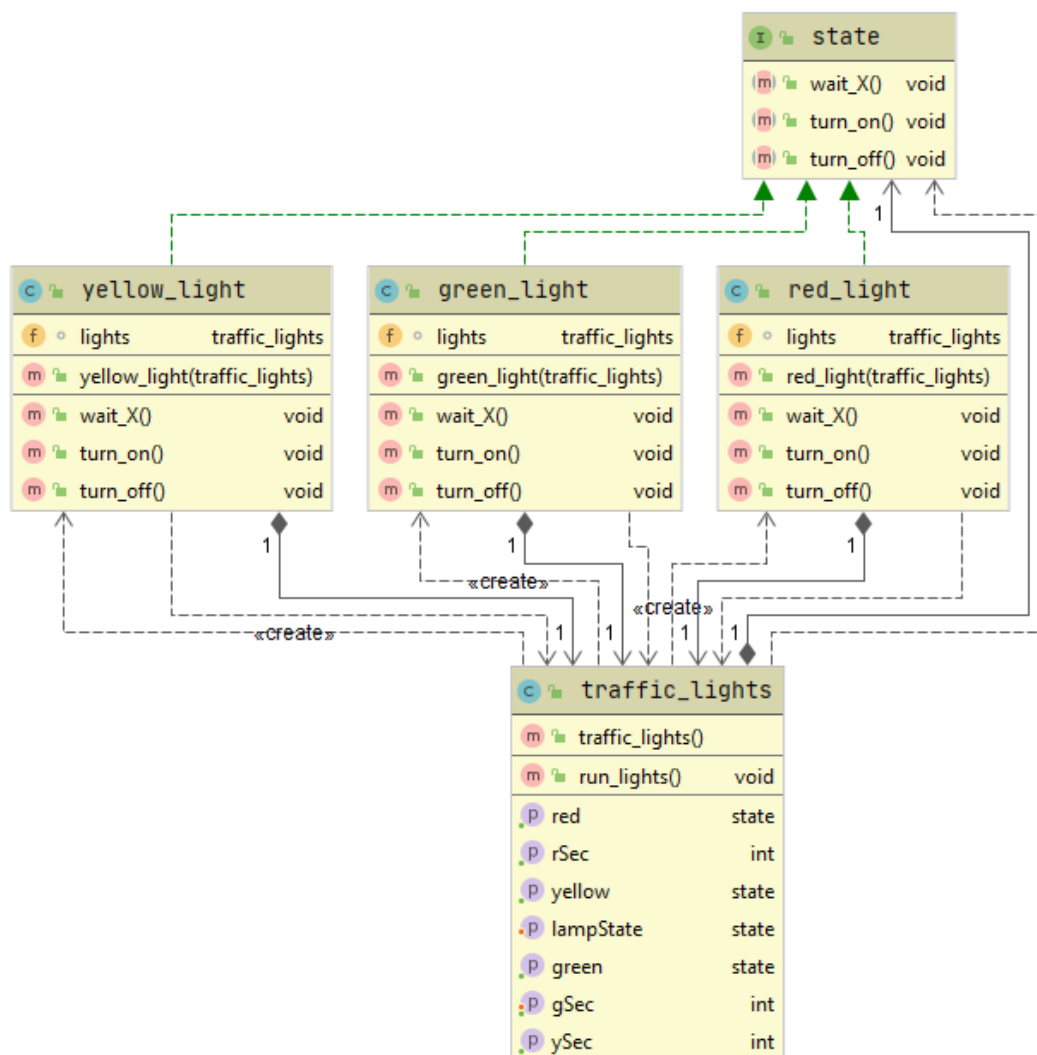 I state
m wait_X() void
m turn_on() void
m turn_off() void
1
C yellow_light
f lights traffic_lights
m yellow_light(traffic_lights)
m wait_X() void
m turn_on() void
m turn_off() void
C green_light
f lights traffic_lights
m green_light(traffic_lights)
m wait_X() void
m turn_on() void
m turn_off() void
C red_light
f lights traffic_lights
m red_light(traffic_lights)
m wait_X() void
m turn_on() void
m turn_off() void
1 1 1
«create»
«create»
«create»
1 1 1 1
C traffic_lights
m traffic_lights()
m run_lights() void
p red state
p rSec int
p yellow state
p lampState state
p green state
p gSec int
p ySec int